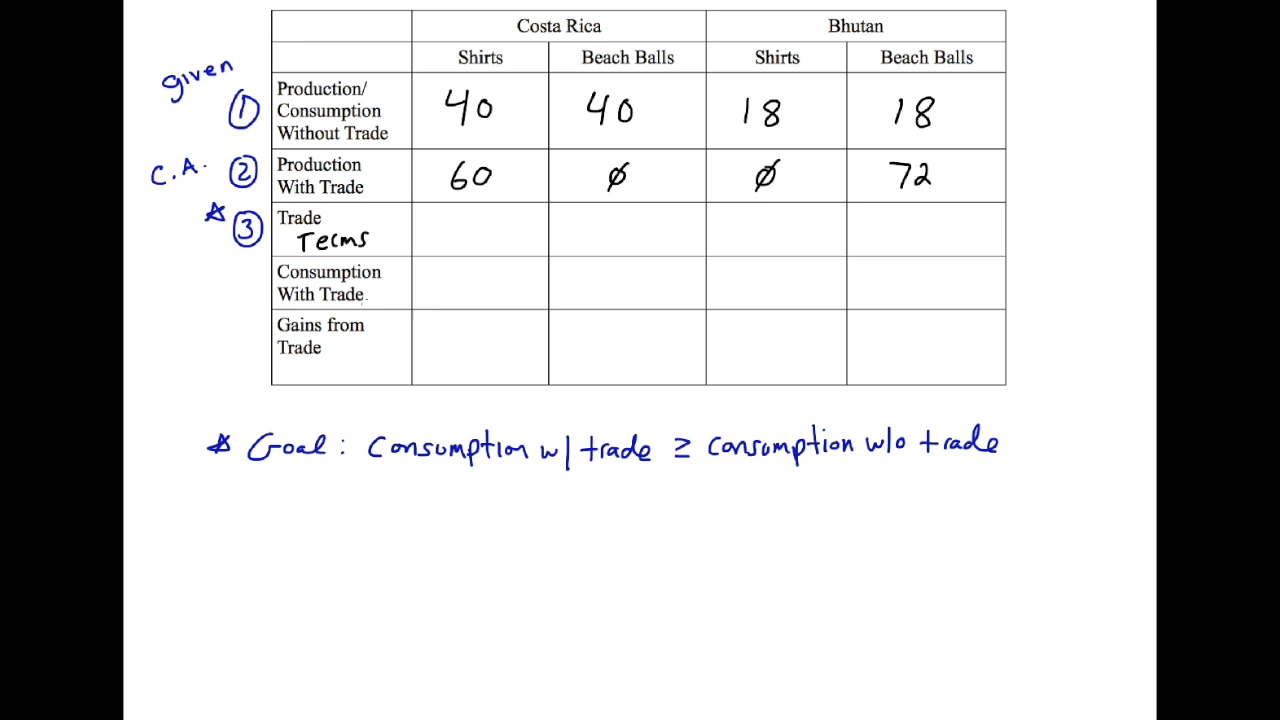 Costa Rica Bhutan
Shirts Beach Balls Shirts Beach Balls
given
① Production/
Consumption
Without Trade 40 40 18 18
C.A. ② Production
With Trade 60 ∅ ∅ 72
☆ ③ Trade
Terms
Consumption
With Trade
Gains from
Trade
☆ Goal: Consumption w/ trade ≥ consumption w/o trade